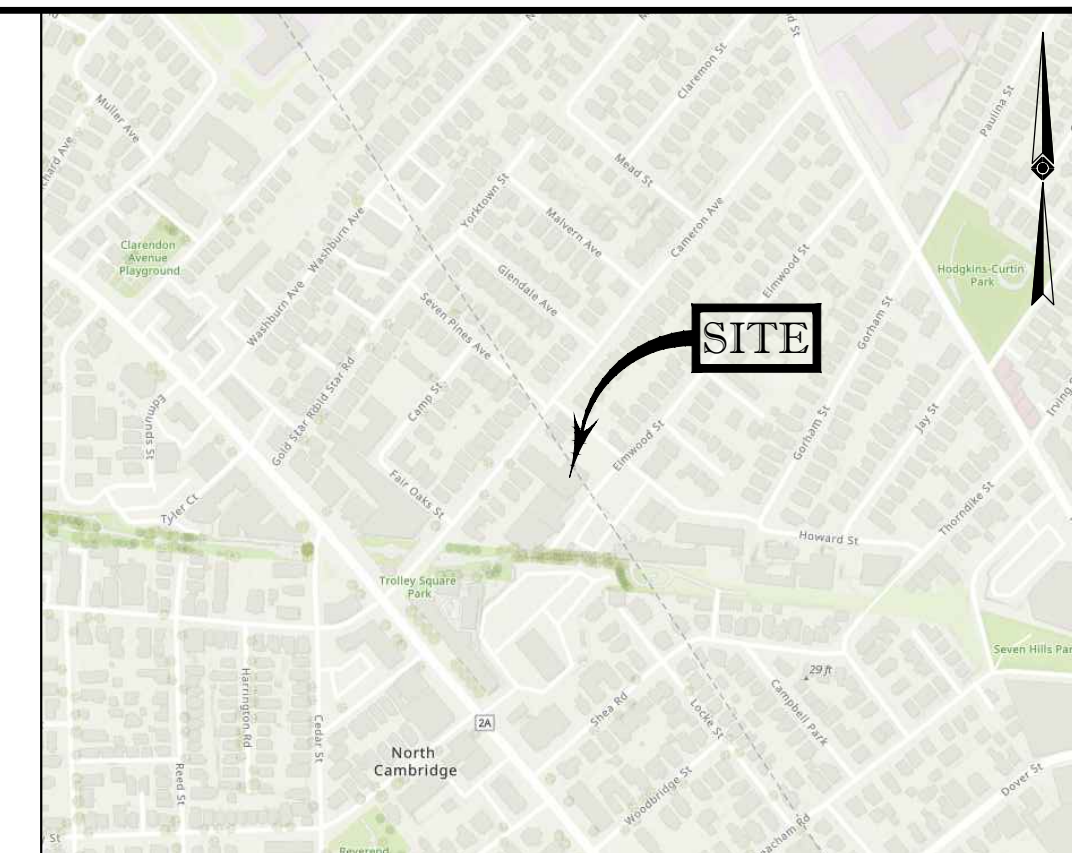 Claremon St
Paulina St
Muller Ave
Mead St
Yorktown St
Cameron Ave
Washburn Ave
Malvern Ave
Clarendon
Avenue
Playground
Elmwood St
Hodgkins-Curtin
Park
Glendale Ave
Washburn Ave
Seven Pines Ave
Gorham St
SITE
Gold Star Rd
Camp St
Edmunds St
Elmwood St
Gorham St
Jay St
Irving
Fair Oaks St
Tyler Ct
Thorndike St
Howard St
Trolley Square
Park
Seven Hills Par
29 ft
Harrington Rd
Cedar St
Shea Rd
Locke St
Campbell Park
2A
North
Cambridge
Reed St
Woodbridge St
Dover St
St
Reverend